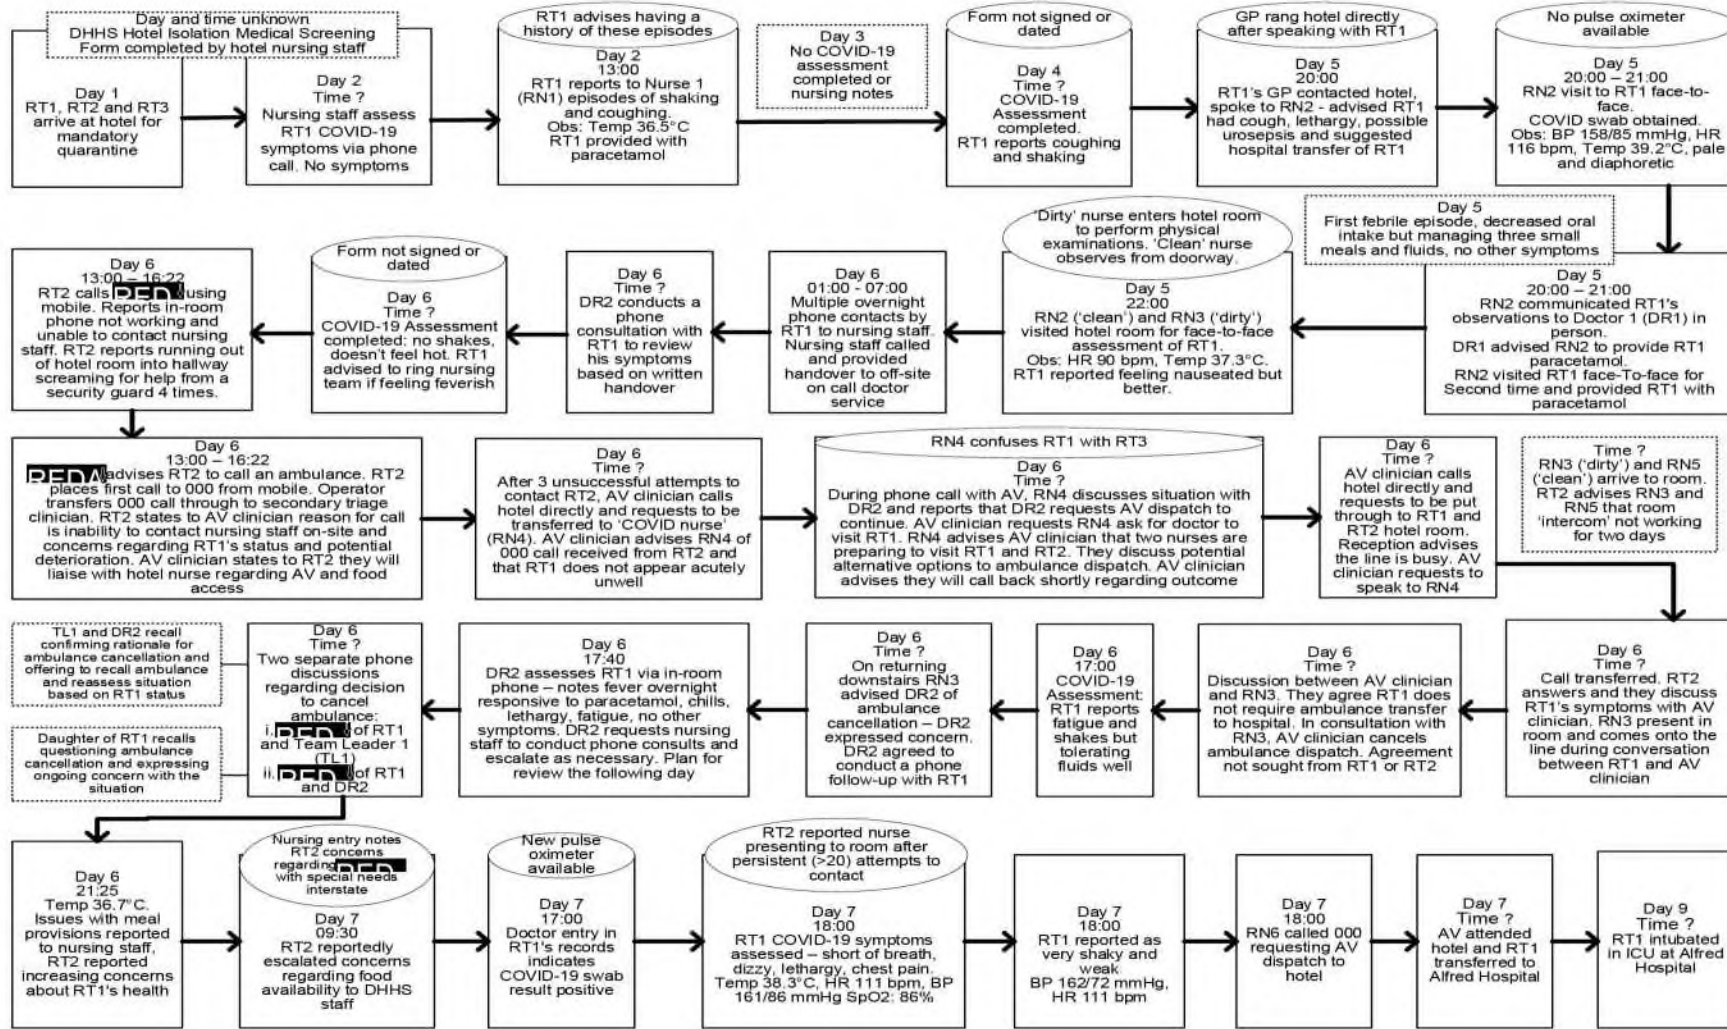 Day and time unknown
DHHS Hotel Isolation Medical Screening
Form completed by hotel nursing staff
Day 1
RT1, RT2 and RT3
arrive at hotel for
mandatory
quarantine
Day 2
Time ?
Nursing staff assess
RT1 COVID-19
symptoms via phone
call. No symptoms
RT1 advises having a
history of these episodes
Day 2
13:00
RT1 reports to Nurse 1
(RN1) episodes of shaking
and coughing.
Obs: Temp 36.5°C
RT1 provided with
paracetamol
Day 3
No COVID-19
assessment
completed or
nursing notes
Form not signed or
dated
Day 4
Time ?
COVID-19
Assessment
completed.
RT1 reports coughing
and shaking
GP rang hotel directly
after speaking with RT1
Day 5
20:00
RT1's GP contacted hotel,
spoke to RN2 - advised RT1
had cough, lethargy, possible
urosepsis and suggested
hospital transfer of RT1
No pulse oximeter
available
Day 5
20:00 – 21:00
RN2 visit to RT1 face-to-
face.
COVID swab obtained.
Obs: BP 158/85 mmHg, HR
116 bpm, Temp 39.2°C, pale
and diaphoretic
Day 5
First febrile episode, decreased oral
intake but managing three small
meals and fluids, no other symptoms
Day 5
20:00 – 21:00
RN2 communicated RT1's
observations to Doctor 1 (DR1) in
person.
DR1 advised RN2 to provide RT1
paracetamol.
RN2 visited RT1 face-To-face for
Second time and provided RT1 with
paracetamol
'Dirty' nurse enters hotel room
to perform physical
examinations. 'Clean' nurse
observes from doorway.
Day 5
22:00
RN2 ('clean') and RN3 ('dirty')
visited hotel room for face-to-face
assessment of RT1.
Obs: HR 90 bpm, Temp 37.3°C.
RT1 reported feeling nauseated but
better.
Day 6
01:00 - 07:00
Multiple overnight
phone contacts by
RT1 to nursing staff.
Nursing staff called
and provided
handover to off-site
on call doctor
service
Day 6
Time ?
DR2 conducts a
phone
consultation with
RT1 to review
his symptoms
based on written
handover
Form not signed or
dated
Day 6
Time ?
COVID-19 Assessment
completed: no shakes,
doesn't feel hot. RT1
advised to ring nursing
team if feeling feverish
Day 6
13:00 – 16:22
RT2 calls RED using
mobile. Reports in-room
phone not working and
unable to contact nursing
staff. RT2 reports running out
of hotel room into hallway
screaming for help from a
security guard 4 times.
Day 6
13:00 – 16:22
REDA advises RT2 to call an ambulance. RT2
places first call to 000 from mobile. Operator
transfers 000 call through to secondary triage
clinician. RT2 states to AV clinician reason for call
is inability to contact nursing staff on-site and
concerns regarding RT1's status and potential
deterioration. AV clinician states to RT2 they will
liaise with hotel nurse regarding AV and food
access
Day 6
Time ?
After 3 unsuccessful attempts to
contact RT2, AV clinician calls
hotel directly and requests to be
transferred to 'COVID nurse'
(RN4). AV clinician advises RN4 of
000 call received from RT2 and
that RT1 does not appear acutely
unwell
RN4 confuses RT1 with RT3
Day 6
Time ?
During phone call with AV, RN4 discusses situation with
DR2 and reports that DR2 requests AV dispatch to
continue. AV clinician requests RN4 ask for doctor to
visit RT1. RN4 advises AV clinician that two nurses are
preparing to visit RT1 and RT2. They discuss potential
alternative options to ambulance dispatch. AV clinician
advises they will call back shortly regarding outcome
Day 6
Time ?
AV clinician calls
hotel directly and
requests to be put
through to RT1 and
RT2 hotel room.
Reception advises
the line is busy. AV
clinician requests to
speak to RN4
Time ?
RN3 ('dirty') and RN5
('clean') arrive to room.
RT2 advises RN3 and
RN5 that room
'intercom' not working
for two days
Day 6
Time ?
Call transferred. RT2
answers and they discuss
RT1's symptoms with AV
clinician. RN3 present in
room and comes onto the
line during conversation
between RT1 and AV
clinician
Day 6
Time ?
Discussion between AV clinician
and RN3. They agree RT1 does
not require ambulance transfer
to hospital. In consultation with
RN3, AV clinician cancels
ambulance dispatch. Agreement
not sought from RT1 or RT2
Day 6
17:00
COVID-19
Assessment:
RT1 reports
fatigue and
shakes but
tolerating
fluids well
Day 6
Time ?
On returning
downstairs RN3
advised DR2 of
ambulance
cancellation – DR2
expressed concern.
DR2 agreed to
conduct a phone
follow-up with RT1
Day 6
17:40
DR2 assesses RT1 via in-room
phone – notes fever overnight
responsive to paracetamol, chills,
lethargy, fatigue, no other
symptoms. DR2 requests nursing
staff to conduct phone consults and
escalate as necessary. Plan for
review the following day
Day 6
Time ?
Two separate phone
discussions
regarding decision
to cancel
ambulance:
i. RED of RT1
and Team Leader 1
(TL1)
ii. RED of RT1
and DR2
TL1 and DR2 recall
confirming rationale for
ambulance cancellation and
offering to recall ambulance
and reassess situation
based on RT1 status
Daughter of RT1 recalls
questioning ambulance
cancellation and expressing
ongoing concern with the
situation
Day 6
21:25
Temp 36.7°C.
Issues with meal
provisions reported
to nursing staff,
RT2 reported
increasing concerns
about RT1's health
Nursing entry notes
RT2 concerns
regarding RED
with special needs
interstate
Day 7
09:30
RT2 reportedly
escalated concerns
regarding food
availability to DHHS
staff
New pulse
oximeter
available
Day 7
17:00
Doctor entry in
RT1's records
indicates
COVID-19 swab
result positive
RT2 reported nurse
presenting to room after
persistent (>20) attempts to
contact
Day 7
18:00
RT1 COVID-19 symptoms
assessed – short of breath,
dizzy, lethargy, chest pain.
Temp 38.3°C, HR 111 bpm, BP
161/86 mmHg SpO2: 86%
Day 7
18:00
RT1 reported as
very shaky and
weak
BP 162/72 mmHg,
HR 111 bpm
Day 7
18:00
RN6 called 000
requesting AV
dispatch to
hotel
Day 7
Time ?
AV attended
hotel and RT1
transferred to
Alfred Hospital
Day 9
Time ?
RT1 intubated
in ICU at Alfred
Hospital